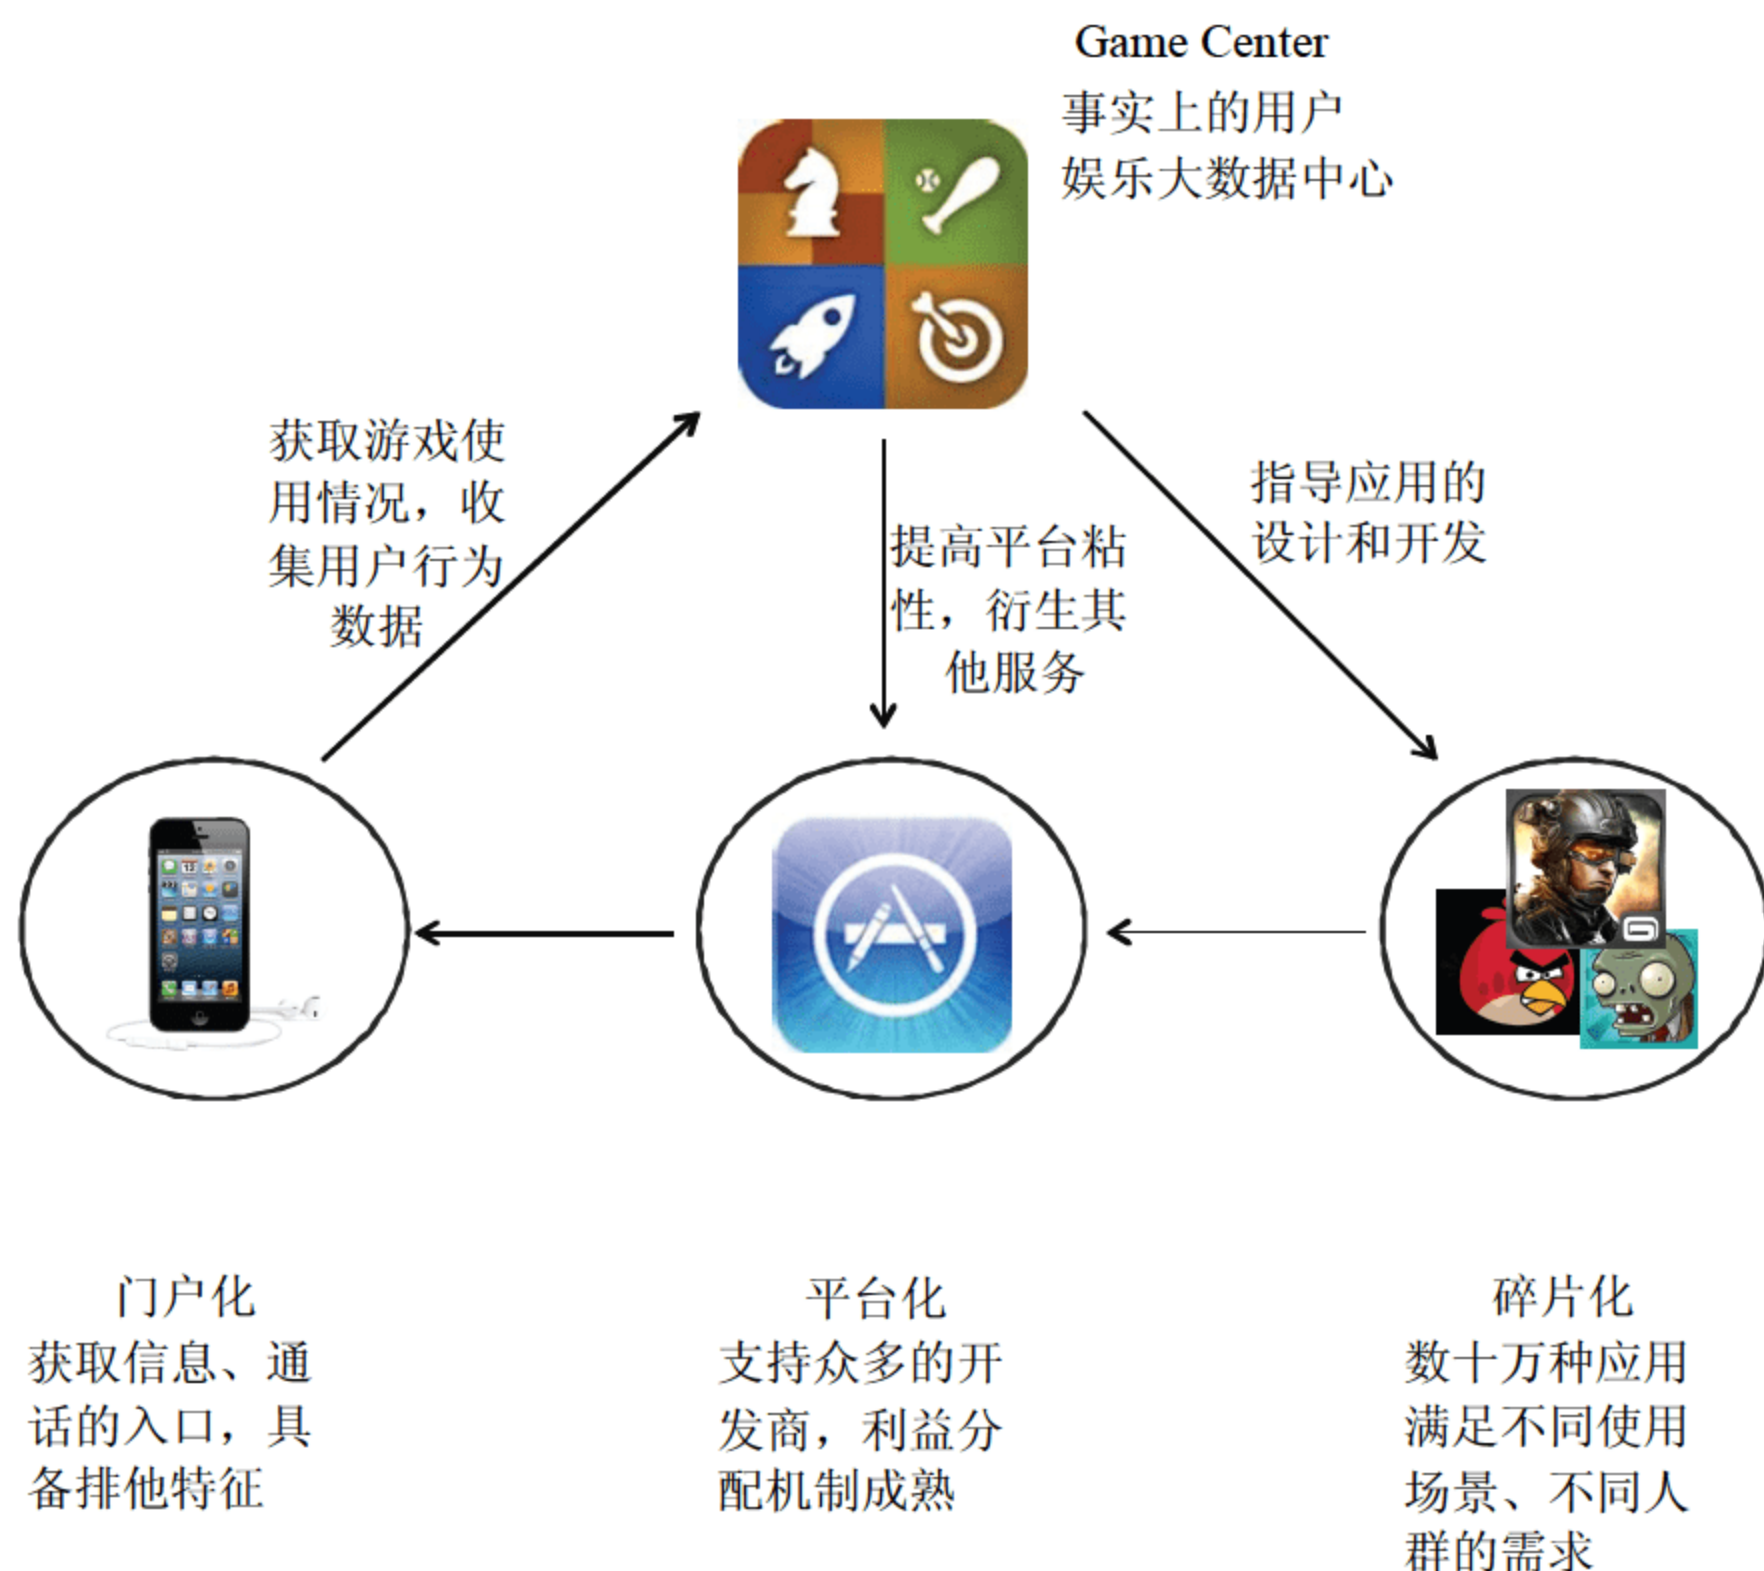 Game Center
事实上的用户
娱乐大数据中心
获取游戏使
用情况，收
集用户行为
数据
提高平台粘
性，衍生其
他服务
指导应用的
设计和开发
门户化
获取信息、通
话的入口，具
备排他特征
平台化
支持众多的开
发商，利益分
配机制成熟
碎片化
数十万种应用
满足不同使用
场景、不同人
群的需求